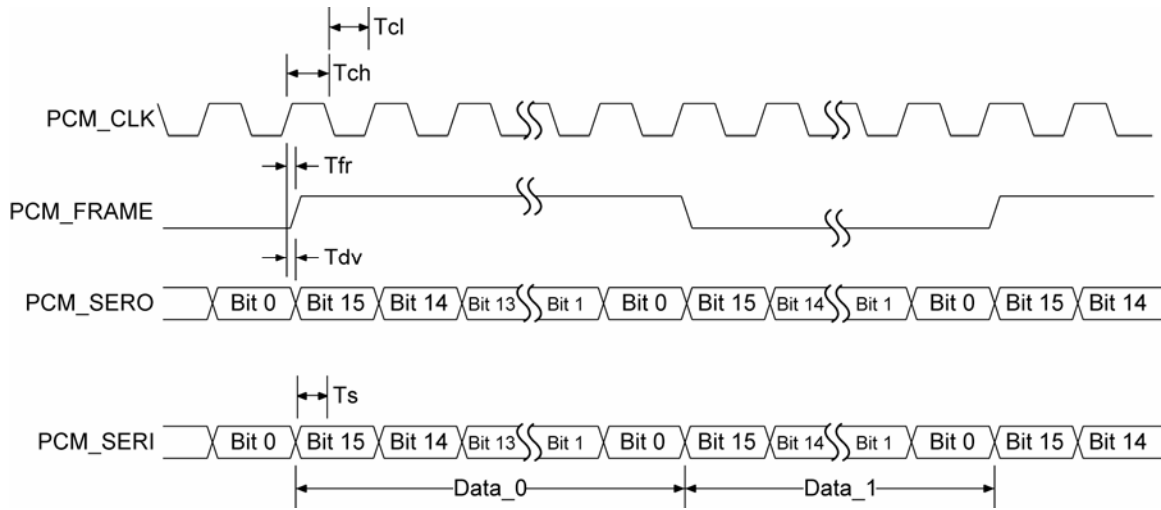 Tcl
Tch
PCM_CLK
Tfr
PCM_FRAME
Tdv
PCM_SERO Bit 0 Bit 15 Bit 14 Bit 13 Bit 1 Bit 0 Bit 15 Bit 14 Bit 1 Bit 0 Bit 15 Bit 14
Ts
PCM_SERI Bit 0 Bit 15 Bit 14 Bit 13 Bit 1 Bit 0 Bit 15 Bit 14 Bit 1 Bit 0 Bit 15 Bit 14
Data_0 Data_1